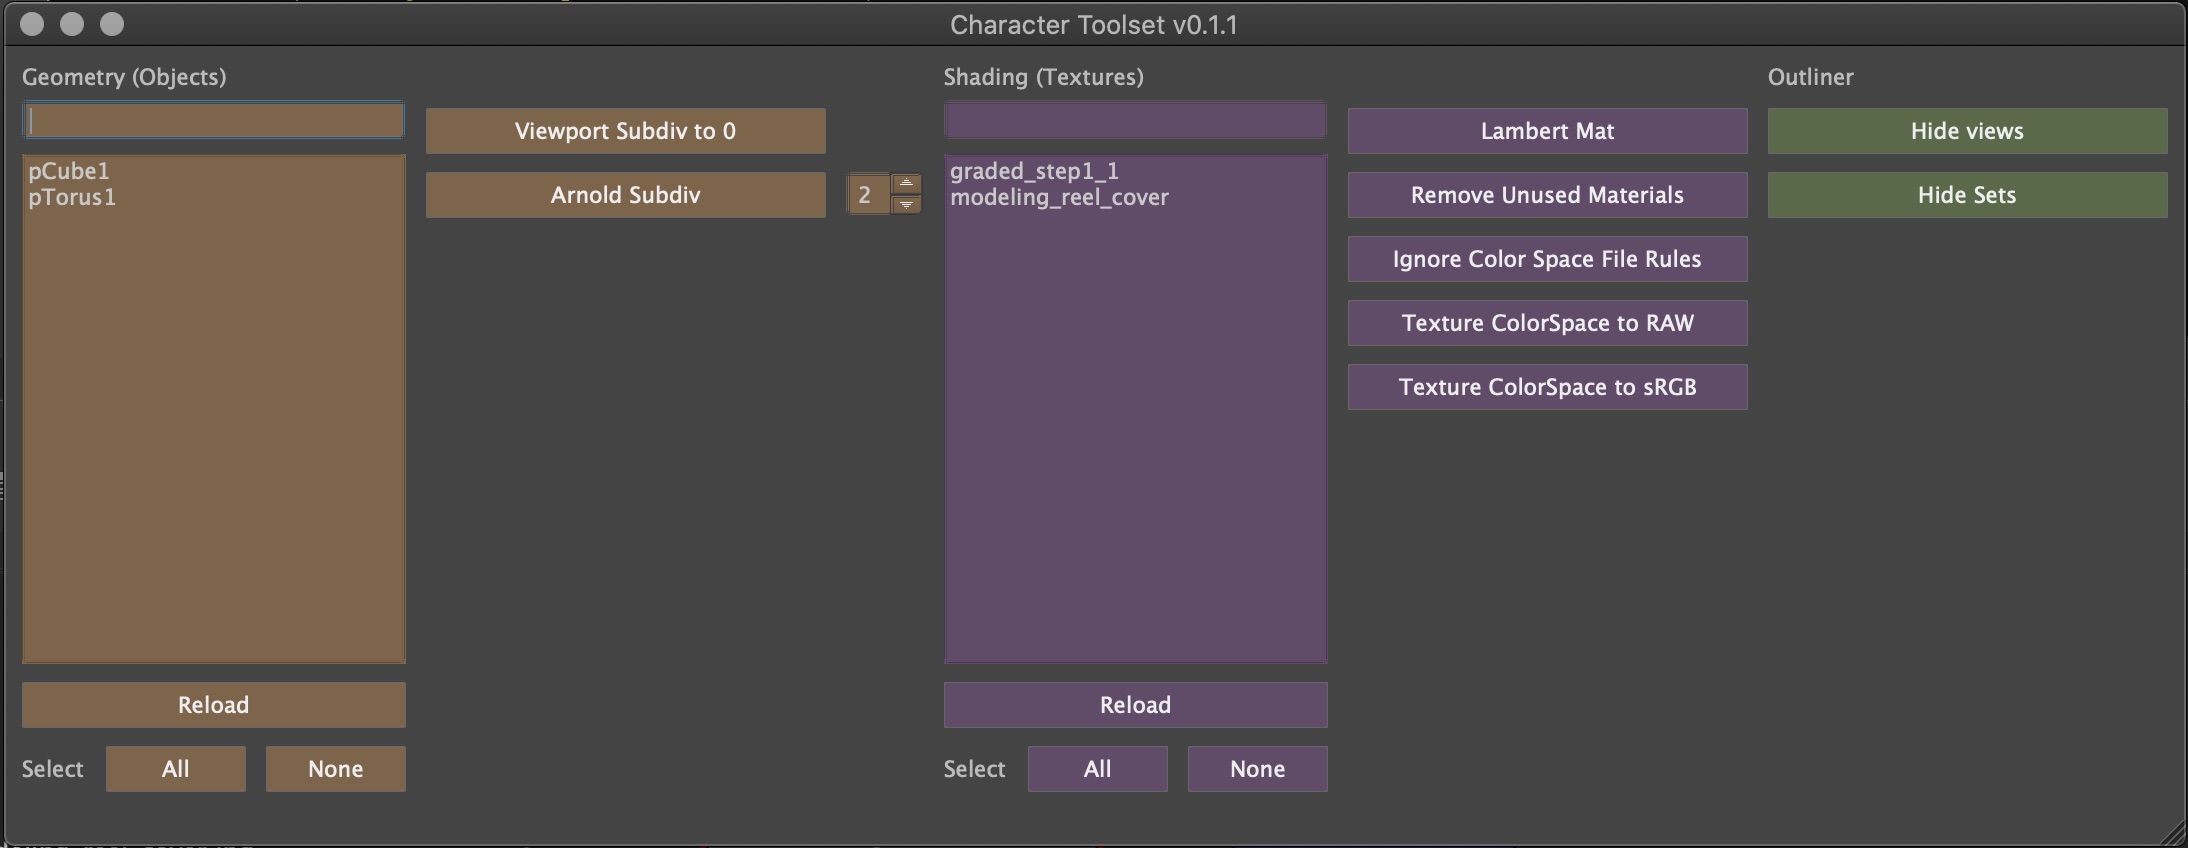 Character Toolset v0.1.1
Geometry (Objects)
pCube1
pTorus1
Reload
Select All None
Viewport Subdiv to 0
Arnold Subdiv 2
Shading (Textures)
graded_step1_1
modeling_reel_cover
Reload
Select All None
Lambert Mat
Remove Unused Materials
Ignore Color Space File Rules
Texture ColorSpace to RAW
Texture ColorSpace to sRGB
Outliner
Hide views
Hide Sets